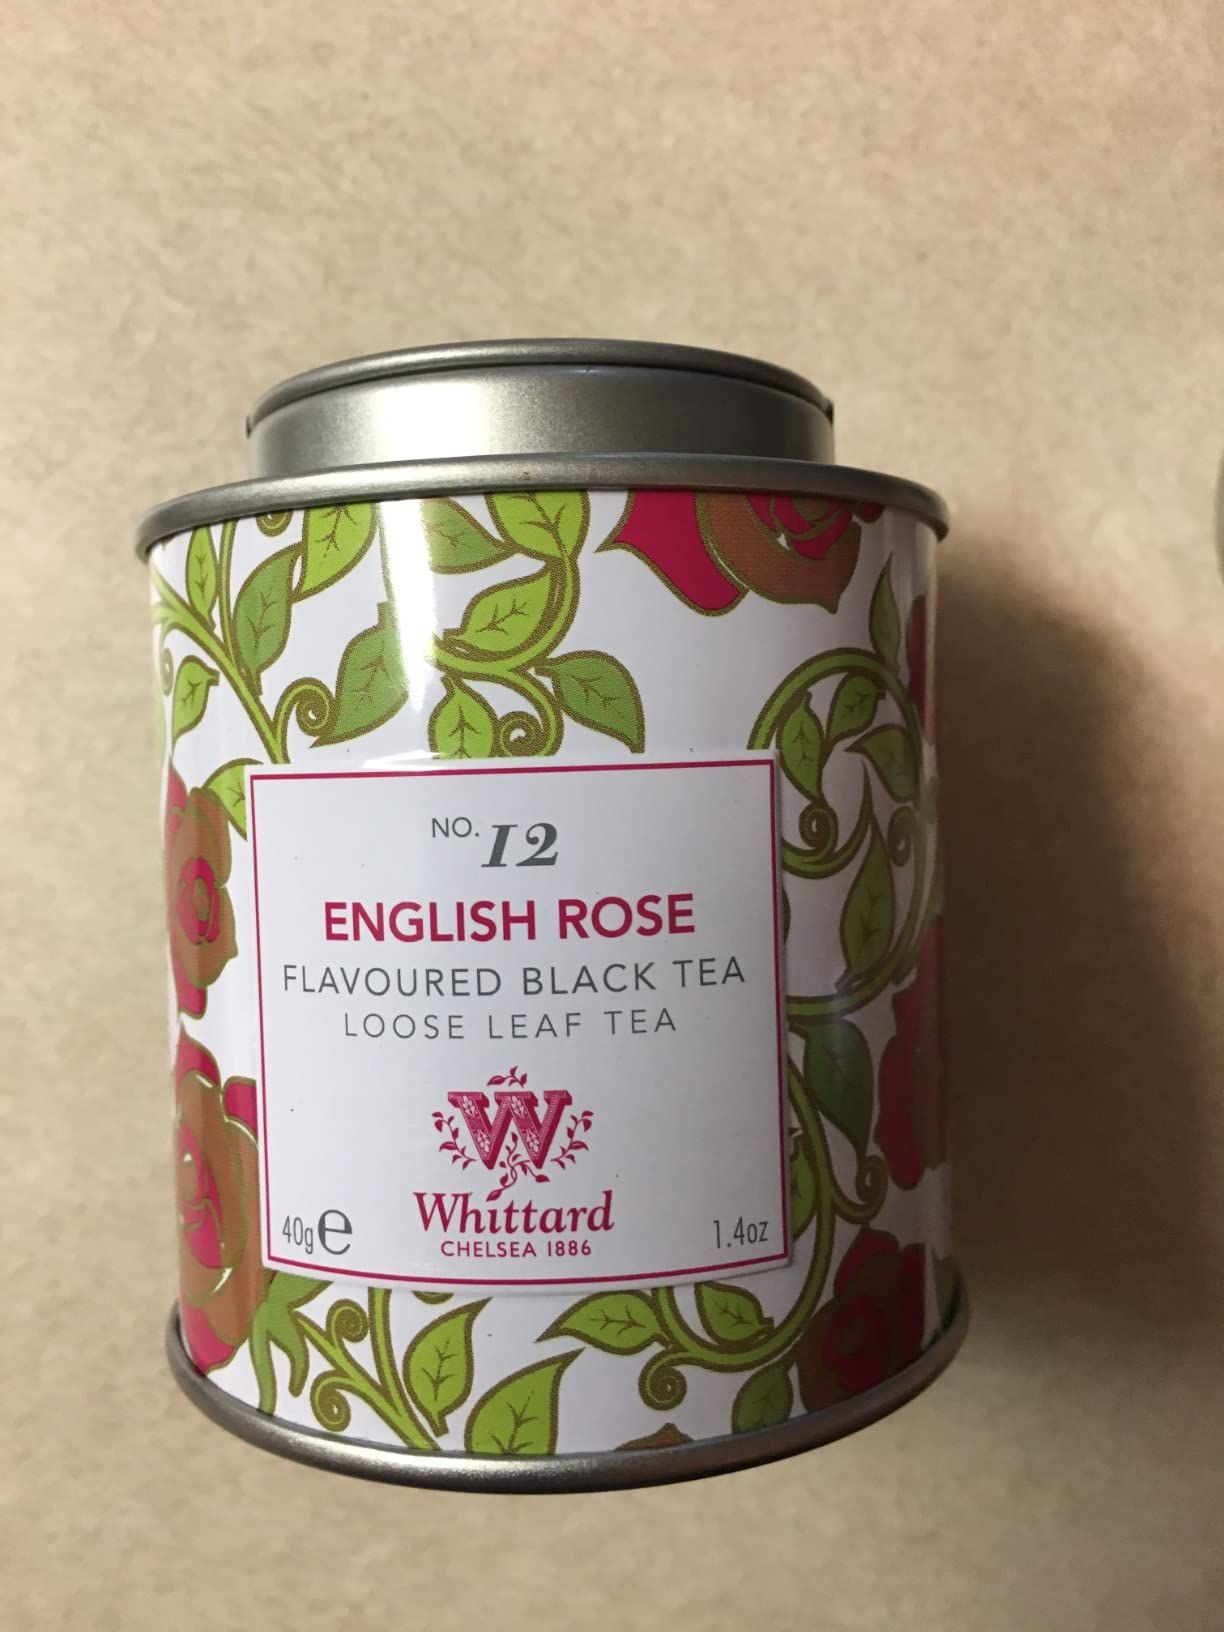 NO. 12
ENGLISH ROSE
FLAVOURED BLACK TEA
LOOSE LEAF TEA
W
Whittard
CHELSEA 1886
40g e
1.4oz